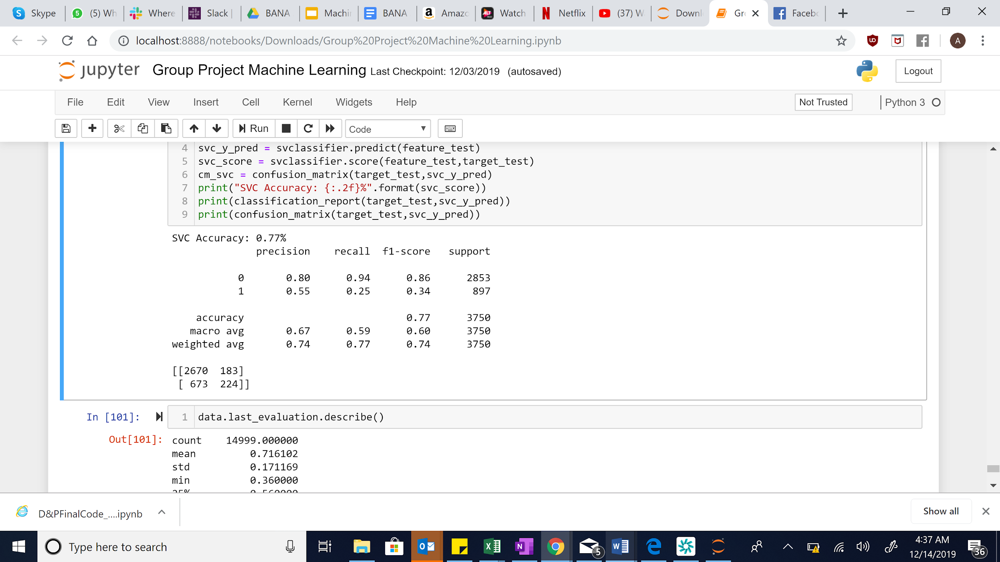 Skype
(5) Wh
Where
Slack |
BANA
Machi
BANA
Amazo
Watch
Netflix
(37) W
Downl
Gr
Facebo
localhost:8888/notebooks/Downloads/Group%20Project%20Machine%20Learning.ipynb
A
jupyter Group Project Machine Learning Last Checkpoint: 12/03/2019 (autosaved)
Logout
File Edit View Insert Cell Kernel Widgets Help
Not Trusted
Python 3
Run
Code
4 svc_y_pred = svclassifier.predict(feature_test)
5 svc_score = svclassifier.score(feature_test,target_test)
6 cm_svc = confusion_matrix(target_test,svc_y_pred)
7 print("SVC Accuracy: {:.2f}%".format(svc_score))
8 print(classification_report(target_test,svc_y_pred))
9 print(confusion_matrix(target_test,svc_y_pred))
SVC Accuracy: 0.77%
precision recall f1-score support
0 0.80 0.94 0.86 2853
1 0.55 0.25 0.34 897
accuracy 0.77 3750
macro avg 0.67 0.59 0.60 3750
weighted avg 0.74 0.77 0.74 3750
[[2670 183]
[ 673 224]]
In [101]: 1 data.last_evaluation.describe()
Out[101]: count 14999.000000
mean 0.716102
std 0.171169
min 0.360000
25% 0.560000
D&PFinalCode_....ipynb
Show all
Type here to search
5
4:37 AM
12/14/2019
36